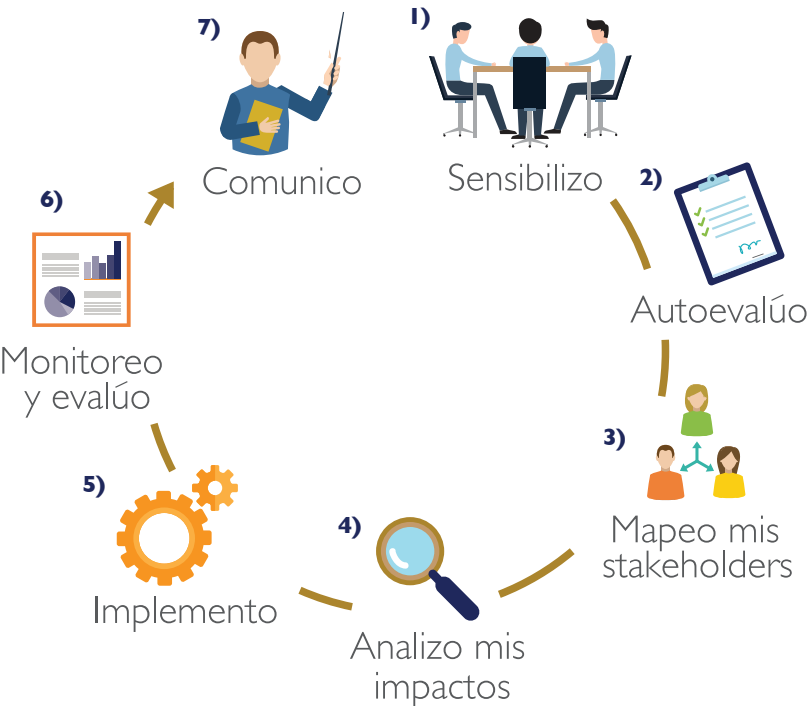 1)
Sensibilizo
2)
Autoevalúo
3)
Mapeo mis
stakeholders
4)
Analizo mis
impactos
5)
Implemento
6)
Monitoreo
y evalúo
7)
Comunico